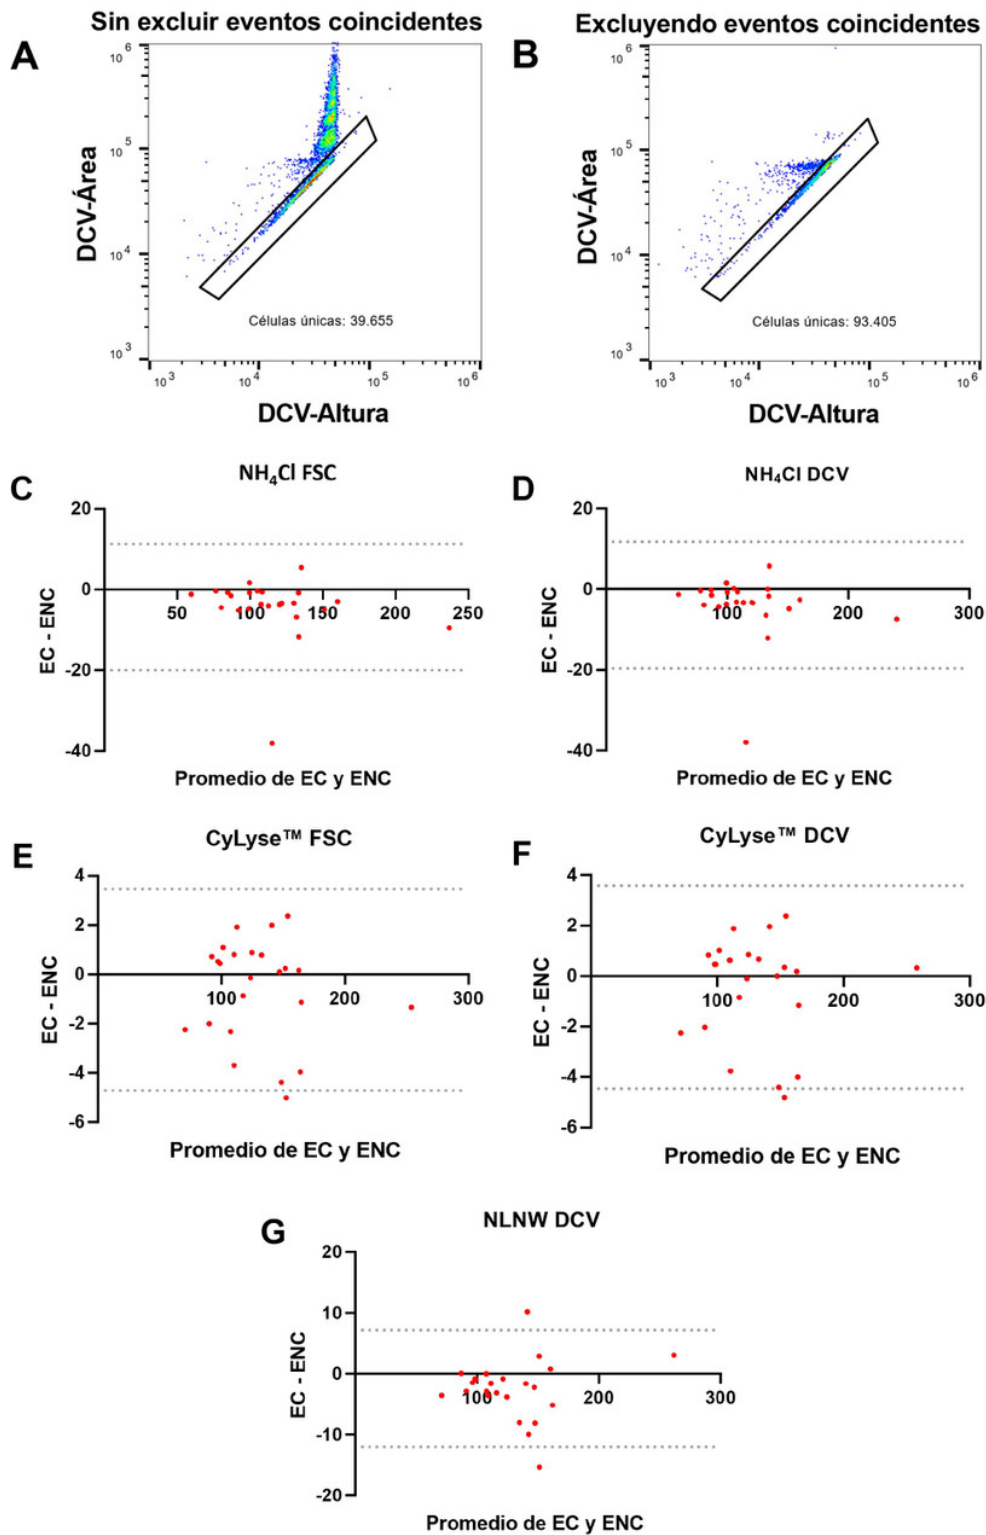 Sin excluir eventos coincidentes
Excluyendo eventos coincidentes
A
10 6
10 5
10 4
10 3
DCV-Área
Células únicas: 39.655
10 3
10 4
10 5
10 6
DCV-Altura
B
10 6
10 5
10 4
10 3
DCV-Área
Células únicas: 93.405
10 3
10 4
10 5
10 6
DCV-Altura
C
NH4Cl FSC
20
0
-20
-40
EC - ENC
50
100
150
200
250
Promedio de EC y ENC
D
NH4Cl DCV
20
0
-20
-40
EC - ENC
100
200
300
Promedio de EC y ENC
E
CyLyse™ FSC
4
2
0
-2
-4
-6
EC - ENC
100
200
300
Promedio de EC y ENC
F
CyLyse™ DCV
4
2
0
-2
-4
-6
EC - ENC
100
200
300
Promedio de EC y ENC
G
NLNW DCV
20
10
0
-10
-20
EC - ENC
100
200
300
Promedio de EC y ENC